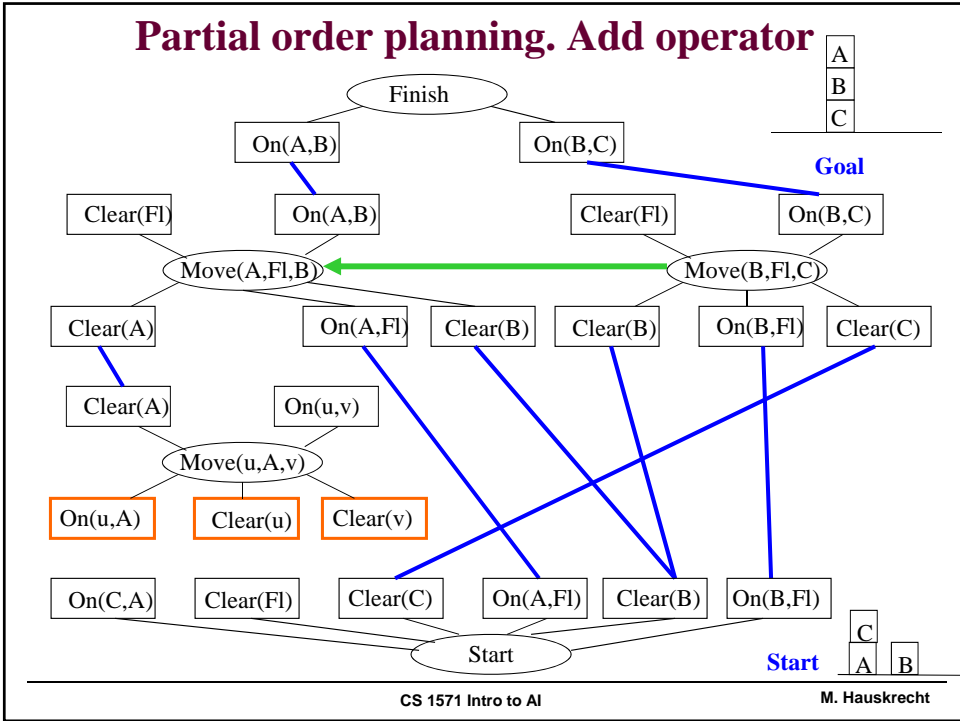 Partial order planning. Add operator
A
B
C
Finish
On(A,B)
On(B,C)
Goal
Clear(Fl)
On(A,B)
Clear(Fl)
On(B,C)
Move(A,Fl,B)
Move(B,Fl,C)
Clear(A)
On(A,Fl)
Clear(B)
Clear(B)
On(B,Fl)
Clear(C)
Clear(A)
On(u,v)
Move(u,A,v)
On(u,A)
Clear(u)
Clear(v)
On(C,A)
Clear(Fl)
Clear(C)
On(A,Fl)
Clear(B)
On(B,Fl)
Start
Start
C
A
B
CS 1571 Intro to AI
M. Hauskrecht